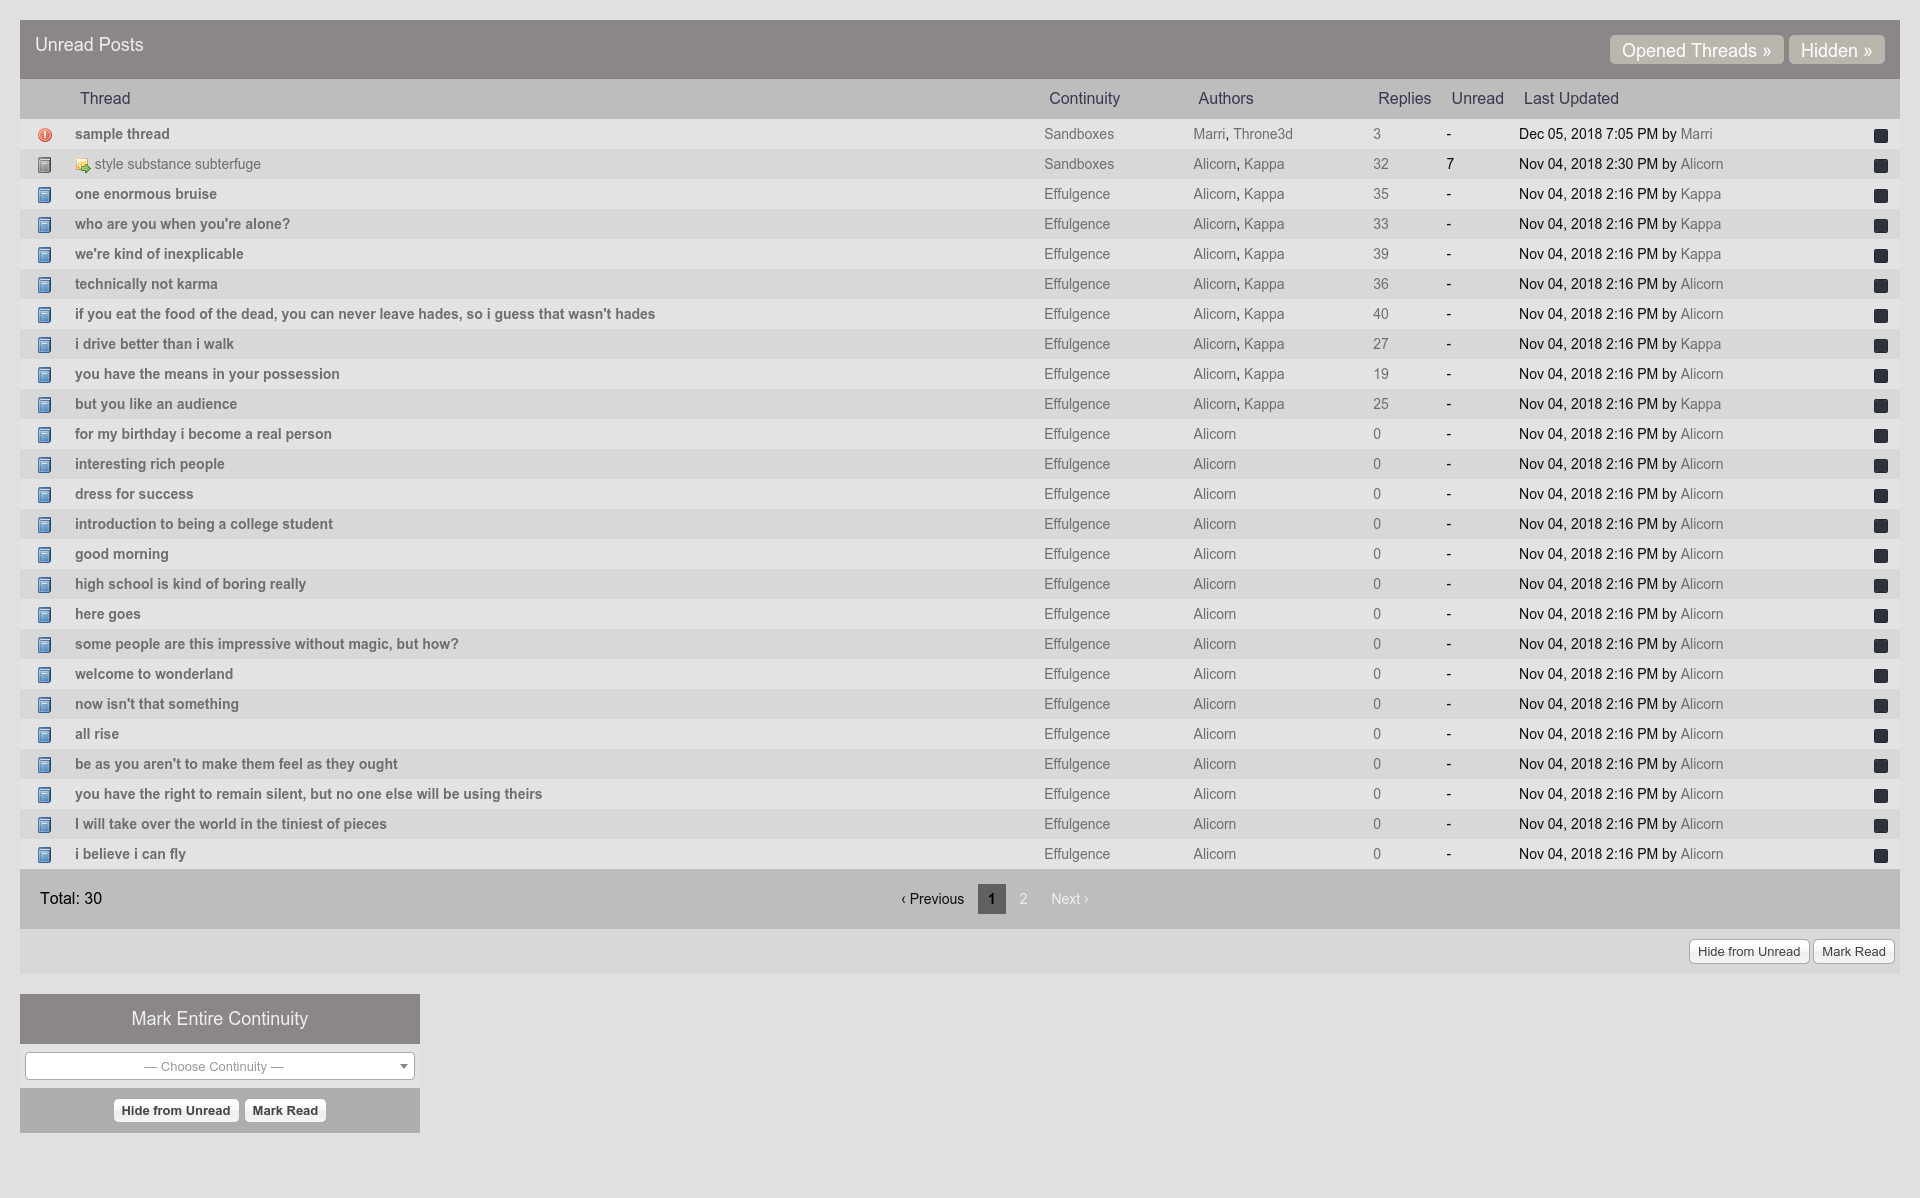 Unread Posts
Opened Threads » Hidden »
Thread Continuity Authors Replies Unread Last Updated
sample thread Sandboxes Marri, Throne3d 3 - Dec 05, 2018 7:05 PM by Marri
style substance subterfuge Sandboxes Alicorn, Kappa 32 7 Nov 04, 2018 2:30 PM by Alicorn
one enormous bruise Effulgence Alicorn, Kappa 35 - Nov 04, 2018 2:16 PM by Kappa
who are you when you're alone? Effulgence Alicorn, Kappa 33 - Nov 04, 2018 2:16 PM by Kappa
we're kind of inexplicable Effulgence Alicorn, Kappa 39 - Nov 04, 2018 2:16 PM by Kappa
technically not karma Effulgence Alicorn, Kappa 36 - Nov 04, 2018 2:16 PM by Alicorn
if you eat the food of the dead, you can never leave hades, so i guess that wasn't hades Effulgence Alicorn, Kappa 40 - Nov 04, 2018 2:16 PM by Alicorn
i drive better than i walk Effulgence Alicorn, Kappa 27 - Nov 04, 2018 2:16 PM by Kappa
you have the means in your possession Effulgence Alicorn, Kappa 19 - Nov 04, 2018 2:16 PM by Alicorn
but you like an audience Effulgence Alicorn, Kappa 25 - Nov 04, 2018 2:16 PM by Kappa
for my birthday i become a real person Effulgence Alicorn 0 - Nov 04, 2018 2:16 PM by Alicorn
interesting rich people Effulgence Alicorn 0 - Nov 04, 2018 2:16 PM by Alicorn
dress for success Effulgence Alicorn 0 - Nov 04, 2018 2:16 PM by Alicorn
introduction to being a college student Effulgence Alicorn 0 - Nov 04, 2018 2:16 PM by Alicorn
good morning Effulgence Alicorn 0 - Nov 04, 2018 2:16 PM by Alicorn
high school is kind of boring really Effulgence Alicorn 0 - Nov 04, 2018 2:16 PM by Alicorn
here goes Effulgence Alicorn 0 - Nov 04, 2018 2:16 PM by Alicorn
some people are this impressive without magic, but how? Effulgence Alicorn 0 - Nov 04, 2018 2:16 PM by Alicorn
welcome to wonderland Effulgence Alicorn 0 - Nov 04, 2018 2:16 PM by Alicorn
now isn't that something Effulgence Alicorn 0 - Nov 04, 2018 2:16 PM by Alicorn
all rise Effulgence Alicorn 0 - Nov 04, 2018 2:16 PM by Alicorn
be as you aren't to make them feel as they ought Effulgence Alicorn 0 - Nov 04, 2018 2:16 PM by Alicorn
you have the right to remain silent, but no one else will be using theirs Effulgence Alicorn 0 - Nov 04, 2018 2:16 PM by Alicorn
I will take over the world in the tiniest of pieces Effulgence Alicorn 0 - Nov 04, 2018 2:16 PM by Alicorn
i believe i can fly Effulgence Alicorn 0 - Nov 04, 2018 2:16 PM by Alicorn
Total: 30 ‹ Previous 1 2 Next ›
Hide from Unread Mark Read
Mark Entire Continuity
— Choose Continuity —
Hide from Unread Mark Read